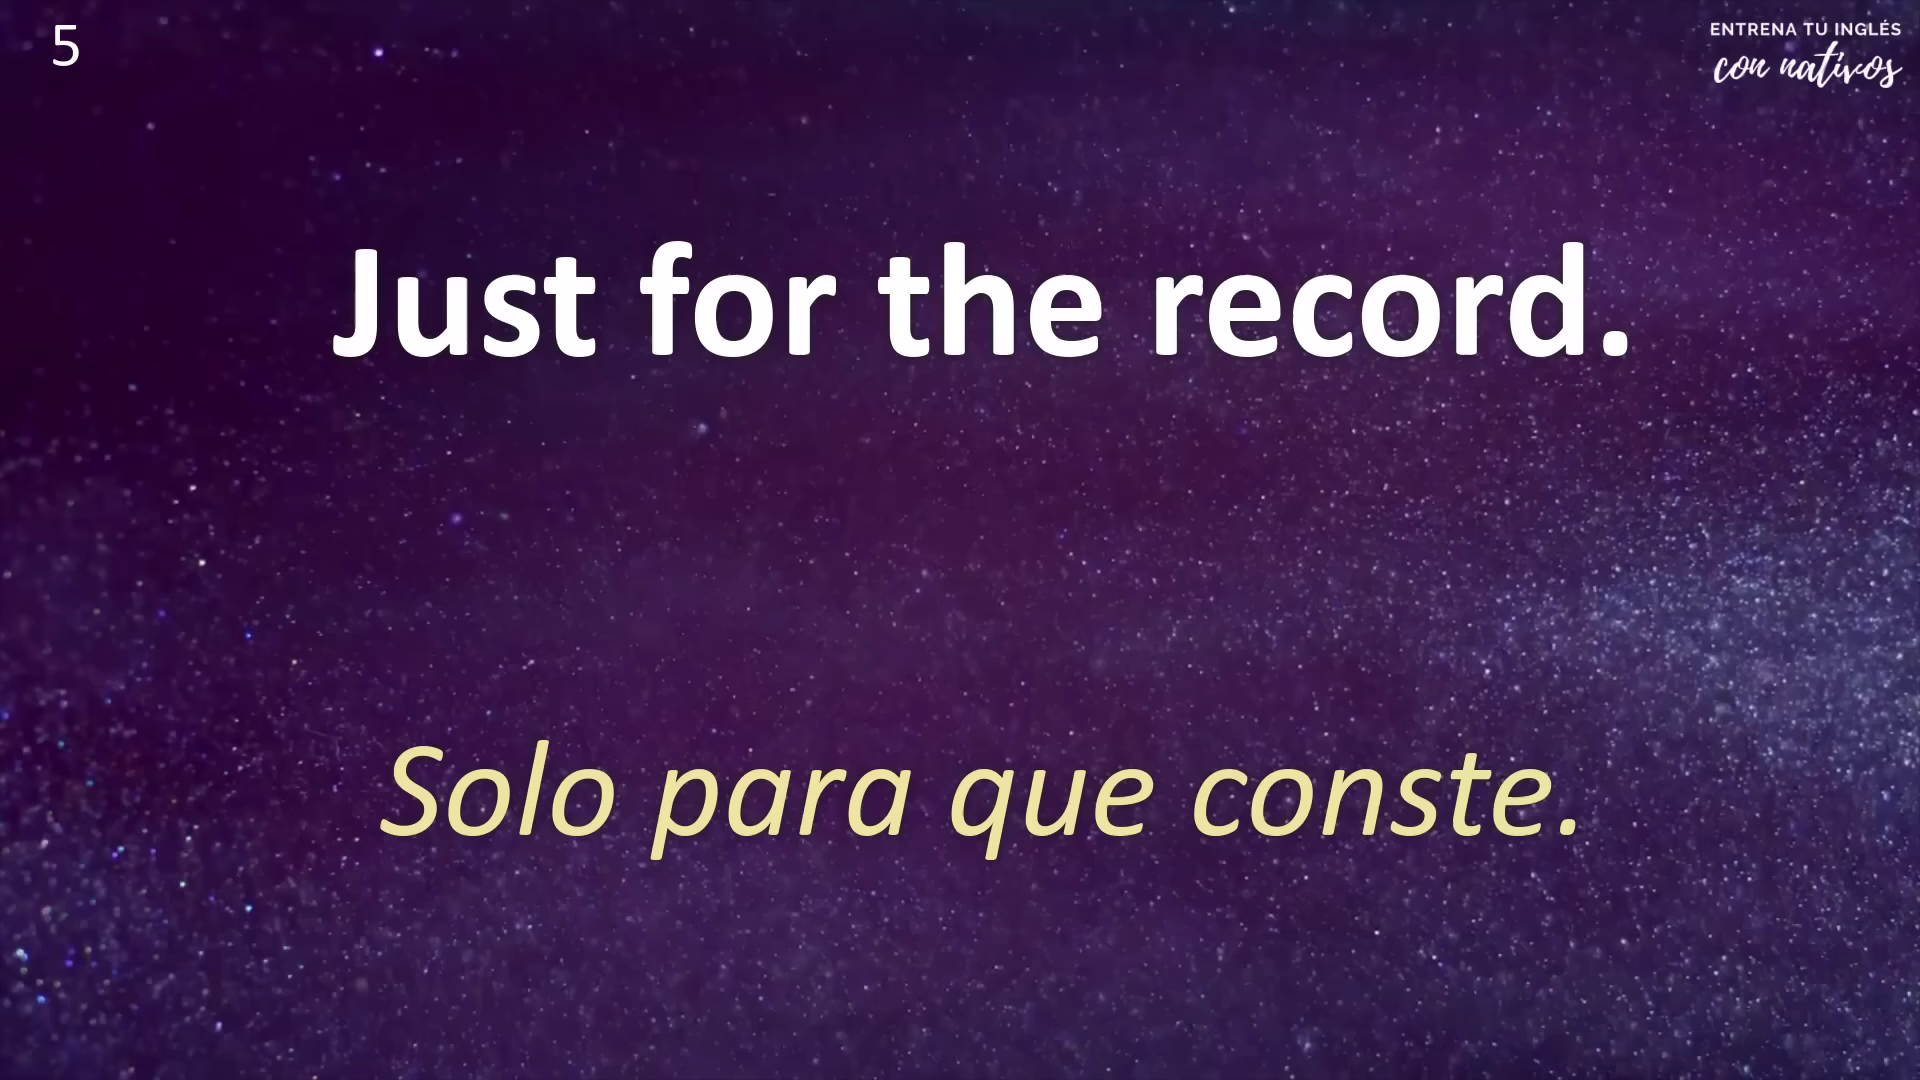 5
ENTRENA TU INGLÉS
con nativos
Just for the record.
Solo para que conste.